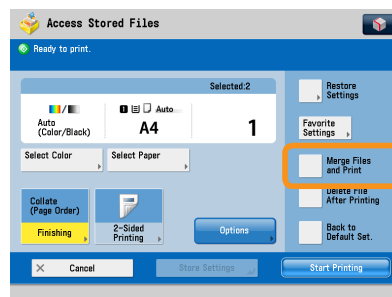 Access Stored Files
Ready to print.
Selected:2
Auto
(Color/Black)
1 Auto
A4
1
Select Color
Select Paper
Collate
(Page Order)
Finishing
2-Sided
Printing
Options
Restore
Settings
Favorite
Settings
Merge Files
and Print
Delete File
After Printing
Back to
Default Set.
Cancel
Store Settings
Start Printing